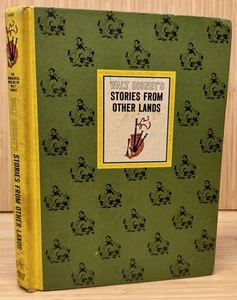 WALT DISNEY'S
STORIES FROM
OTHER LANDS
WALT DISNEY'S
STORIES FROM OTHER LANDS